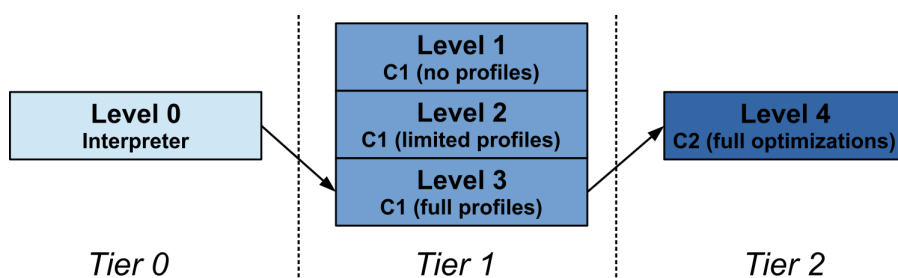 Level 0
Interpreter
Level 1
C1 (no profiles)
Level 2
C1 (limited profiles)
Level 3
C1 (full profiles)
Level 4
C2 (full optimizations)
Tier 0
Tier 1
Tier 2